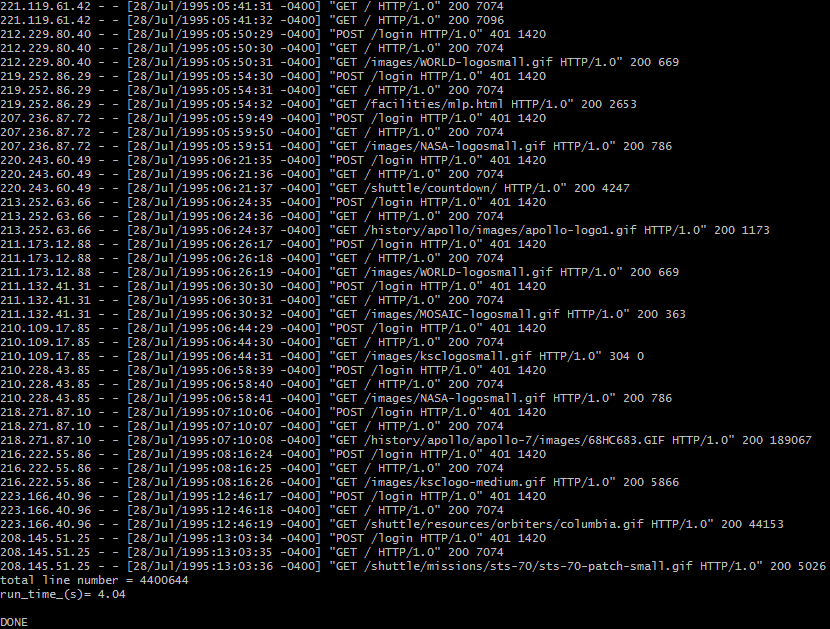 221.119.61.42 - - [28/Jul/1995:05:41:31 -0400] "GET / HTTP/1.0" 200 7074
221.119.61.42 - - [28/Jul/1995:05:41:32 -0400] "GET / HTTP/1.0" 200 7096
212.229.80.40 - - [28/Jul/1995:05:50:29 -0400] "POST /login HTTP/1.0" 401 1420
212.229.80.40 - - [28/Jul/1995:05:50:30 -0400] "GET / HTTP/1.0" 200 7074
212.229.80.40 - - [28/Jul/1995:05:50:31 -0400] "GET /images/WORLD-logosmall.gif HTTP/1.0" 200 669
219.252.86.29 - - [28/Jul/1995:05:54:30 -0400] "POST /login HTTP/1.0" 401 1420
219.252.86.29 - - [28/Jul/1995:05:54:31 -0400] "GET / HTTP/1.0" 200 7074
219.252.86.29 - - [28/Jul/1995:05:54:32 -0400] "GET /facilities/mlp.html HTTP/1.0" 200 2653
207.236.87.72 - - [28/Jul/1995:05:59:49 -0400] "POST /login HTTP/1.0" 401 1420
207.236.87.72 - - [28/Jul/1995:05:59:50 -0400] "GET / HTTP/1.0" 200 7074
207.236.87.72 - - [28/Jul/1995:05:59:51 -0400] "GET /images/NASA-logosmall.gif HTTP/1.0" 200 786
220.243.60.49 - - [28/Jul/1995:06:21:35 -0400] "POST /login HTTP/1.0" 401 1420
220.243.60.49 - - [28/Jul/1995:06:21:36 -0400] "GET / HTTP/1.0" 200 7074
220.243.60.49 - - [28/Jul/1995:06:21:37 -0400] "GET /shuttle/countdown/ HTTP/1.0" 200 4247
213.252.63.66 - - [28/Jul/1995:06:24:35 -0400] "POST /login HTTP/1.0" 401 1420
213.252.63.66 - - [28/Jul/1995:06:24:36 -0400] "GET / HTTP/1.0" 200 7074
213.252.63.66 - - [28/Jul/1995:06:24:37 -0400] "GET /history/apollo/images/apollo-logo1.gif HTTP/1.0" 200 1173
211.173.12.88 - - [28/Jul/1995:06:26:17 -0400] "POST /login HTTP/1.0" 401 1420
211.173.12.88 - - [28/Jul/1995:06:26:18 -0400] "GET / HTTP/1.0" 200 7074
211.173.12.88 - - [28/Jul/1995:06:26:19 -0400] "GET /images/WORLD-logosmall.gif HTTP/1.0" 200 669
211.132.41.31 - - [28/Jul/1995:06:30:30 -0400] "POST /login HTTP/1.0" 401 1420
211.132.41.31 - - [28/Jul/1995:06:30:31 -0400] "GET / HTTP/1.0" 200 7074
211.132.41.31 - - [28/Jul/1995:06:30:32 -0400] "GET /images/MOSAIC-logosmall.gif HTTP/1.0" 200 363
210.109.17.85 - - [28/Jul/1995:06:44:29 -0400] "POST /login HTTP/1.0" 401 1420
210.109.17.85 - - [28/Jul/1995:06:44:30 -0400] "GET / HTTP/1.0" 200 7074
210.109.17.85 - - [28/Jul/1995:06:44:31 -0400] "GET /images/ksclogosmall.gif HTTP/1.0" 304 0
210.228.43.85 - - [28/Jul/1995:06:58:39 -0400] "POST /login HTTP/1.0" 401 1420
210.228.43.85 - - [28/Jul/1995:06:58:40 -0400] "GET / HTTP/1.0" 200 7074
210.228.43.85 - - [28/Jul/1995:06:58:41 -0400] "GET /images/NASA-logosmall.gif HTTP/1.0" 200 786
218.271.87.10 - - [28/Jul/1995:07:10:06 -0400] "POST /login HTTP/1.0" 401 1420
218.271.87.10 - - [28/Jul/1995:07:10:07 -0400] "GET / HTTP/1.0" 200 7074
218.271.87.10 - - [28/Jul/1995:07:10:08 -0400] "GET /history/apollo/apollo-7/images/68HC683.GIF HTTP/1.0" 200 189067
216.222.55.86 - - [28/Jul/1995:08:16:24 -0400] "POST /login HTTP/1.0" 401 1420
216.222.55.86 - - [28/Jul/1995:08:16:25 -0400] "GET / HTTP/1.0" 200 7074
216.222.55.86 - - [28/Jul/1995:08:16:26 -0400] "GET /images/ksclogo-medium.gif HTTP/1.0" 200 5866
223.166.40.96 - - [28/Jul/1995:12:46:17 -0400] "POST /login HTTP/1.0" 401 1420
223.166.40.96 - - [28/Jul/1995:12:46:18 -0400] "GET / HTTP/1.0" 200 7074
223.166.40.96 - - [28/Jul/1995:12:46:19 -0400] "GET /shuttle/resources/orbiters/columbia.gif HTTP/1.0" 200 44153
208.145.51.25 - - [28/Jul/1995:13:03:34 -0400] "POST /login HTTP/1.0" 401 1420
208.145.51.25 - - [28/Jul/1995:13:03:35 -0400] "GET / HTTP/1.0" 200 7074
208.145.51.25 - - [28/Jul/1995:13:03:36 -0400] "GET /shuttle/missions/sts-70/sts-70-patch-small.gif HTTP/1.0" 200 5026
total line number = 4400644
run_time_(s)= 4.04
DONE